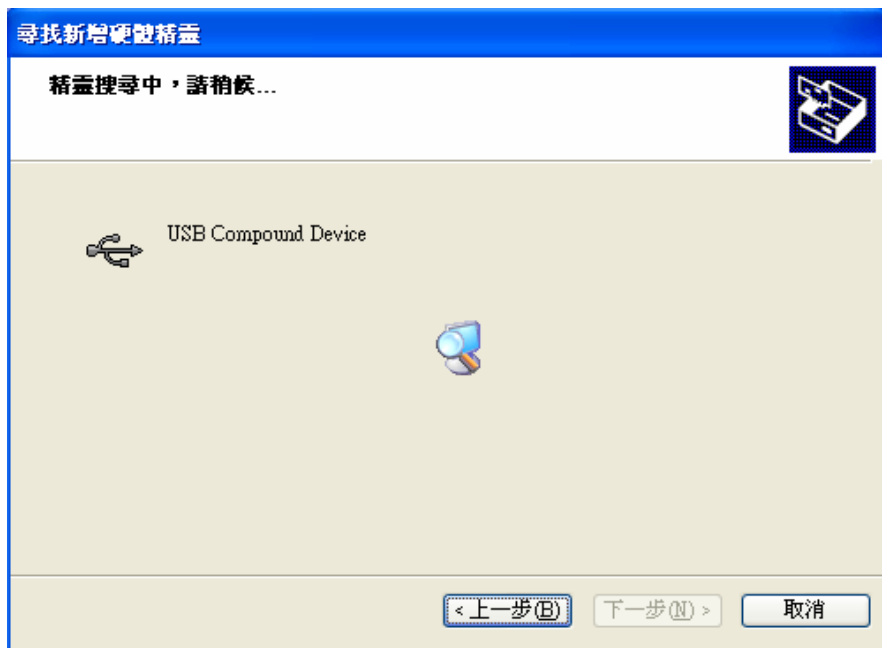 尋找新增硬體精靈
精靈搜尋中，請稍候...
USB Compound Device
<上一步(B)
下一步(N)>
取消